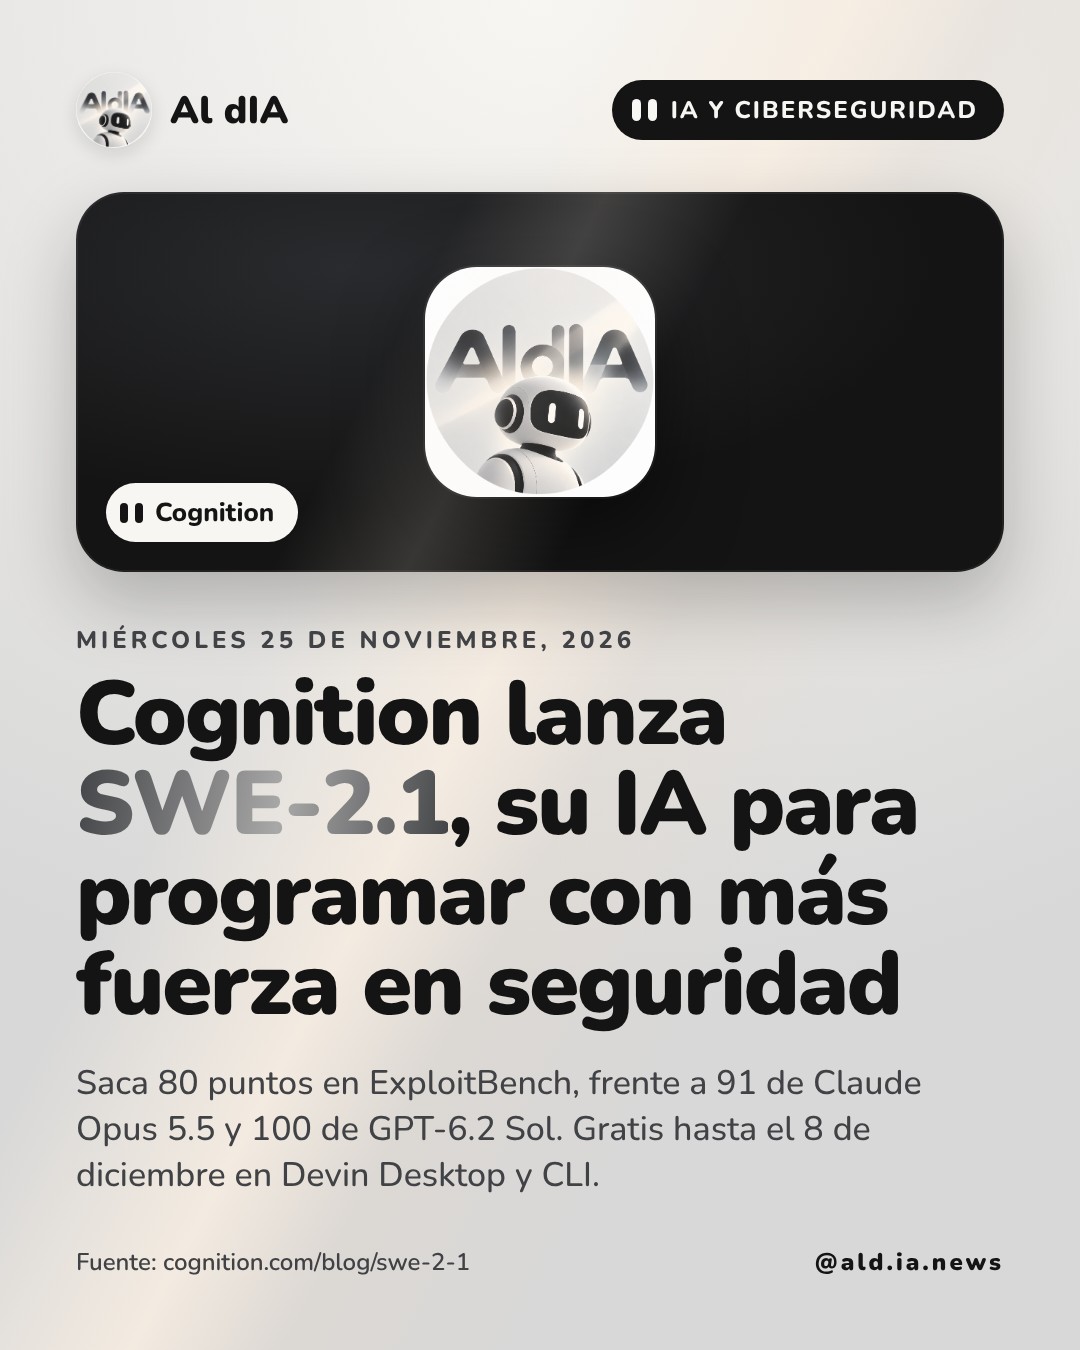 AldIA
Al dIA
IA Y CIBERSEGURIDAD
AldIA
Cognition
MIÉRCOLES 25 DE NOVIEMBRE, 2026
Cognition lanza
SWE-2.1, su IA para
programar con más
fuerza en seguridad
Saca 80 puntos en ExploitBench, frente a 91 de Claude
Opus 5.5 y 100 de GPT-6.2 Sol. Gratis hasta el 8 de
diciembre en Devin Desktop y CLI.
Fuente: cognition.com/blog/swe-2-1
@ald.ia.news